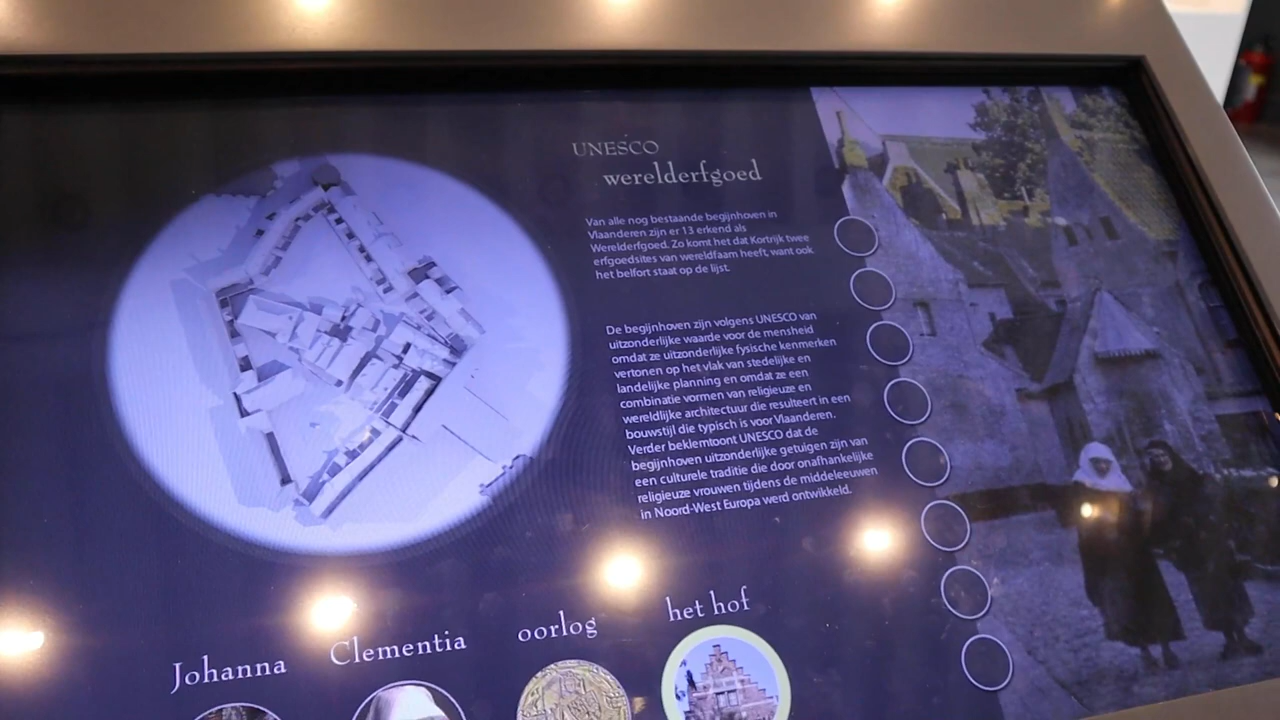 UNESCO
werelderfgoed
Van alle nog bestaande begijnhoven in
Vlaanderen zijn er 13 erkend als
Werelderfgoed. Zo komt het dat Kortrijk twee
erfgoedsites van wereldfaam heeft, want ook
het belfort staat op de lijst.
De begijnhoven zijn volgens UNESCO van
uitzonderlijke waarde voor de mensheid
omdat ze uitzonderlijke fysische kenmerken
vertonen op het vlak van stedelijke en
landelijke planning en omdat ze een
combinatie vormen van religieuze en
wereldlijke architectuur die resulteert in een
bouwstijl die typisch is voor Vlaanderen.
Verder beklemtoont UNESCO dat de
begijnhoven uitzonderlijke getuigen zijn van
een culturele traditie die door onafhankelijke
religieuze vrouwen tijdens de middeleeuwen
in Noord-West Europa werd ontwikkeld.
Johanna
Clementia
oorlog
het hof